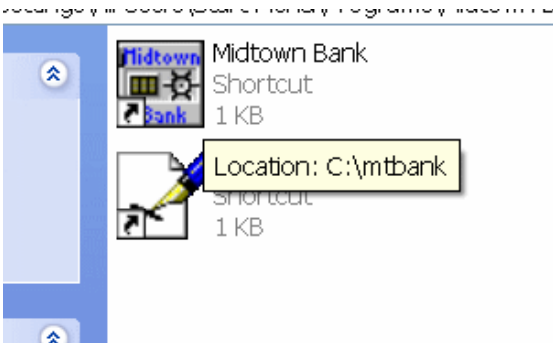 Midtown Bank
Shortcut
1 KB
Midtown
Bank
Location: C:\mtbank
Shortcut
1 KB